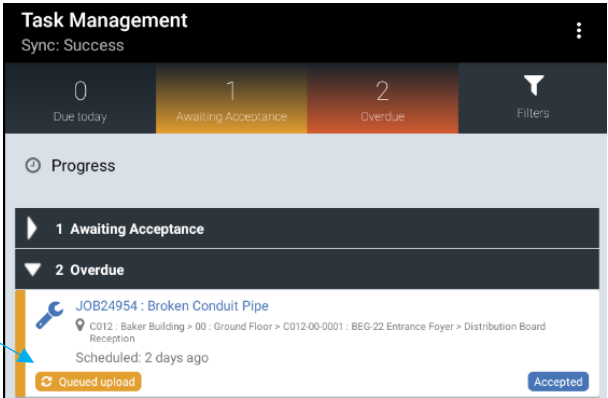 Task Management
Sync: Success
0
Due today
1
Awaiting Acceptance
2
Overdue
Filters
Progress
1 Awaiting Acceptance
2 Overdue
JOB24954 : Broken Conduit Pipe
C012 : Baker Building > 00 : Ground Floor > C012-00-0001 : BEG-22 Entrance Foyer > Distribution Board
Reception
Scheduled: 2 days ago
Queued upload
Accepted